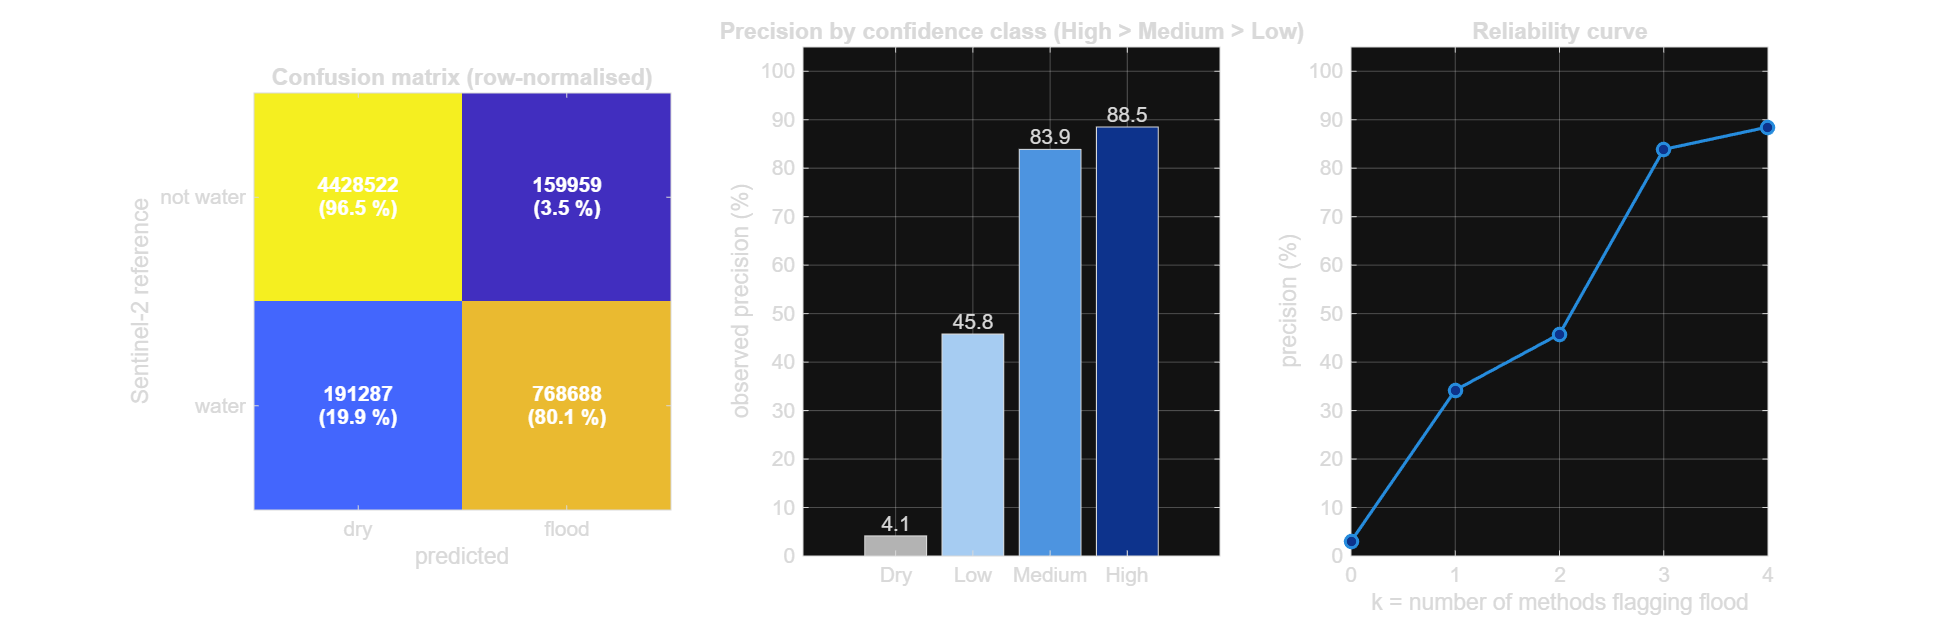 Confusion matrix (row-normalised)
Sentinel-2 reference
not water
water
4428522
(96.5 %)
159959
(3.5 %)
191287
(19.9 %)
768688
(80.1 %)
dry
flood
predicted
Precision by confidence class (High > Medium > Low)
observed precision (%)
100
90
80
70
60
50
40
30
20
10
0
4.1
45.8
83.9
88.5
Dry
Low
Medium
High
Reliability curve
precision (%)
100
90
80
70
60
50
40
30
20
10
0
0
1
2
3
4
k = number of methods flagging flood